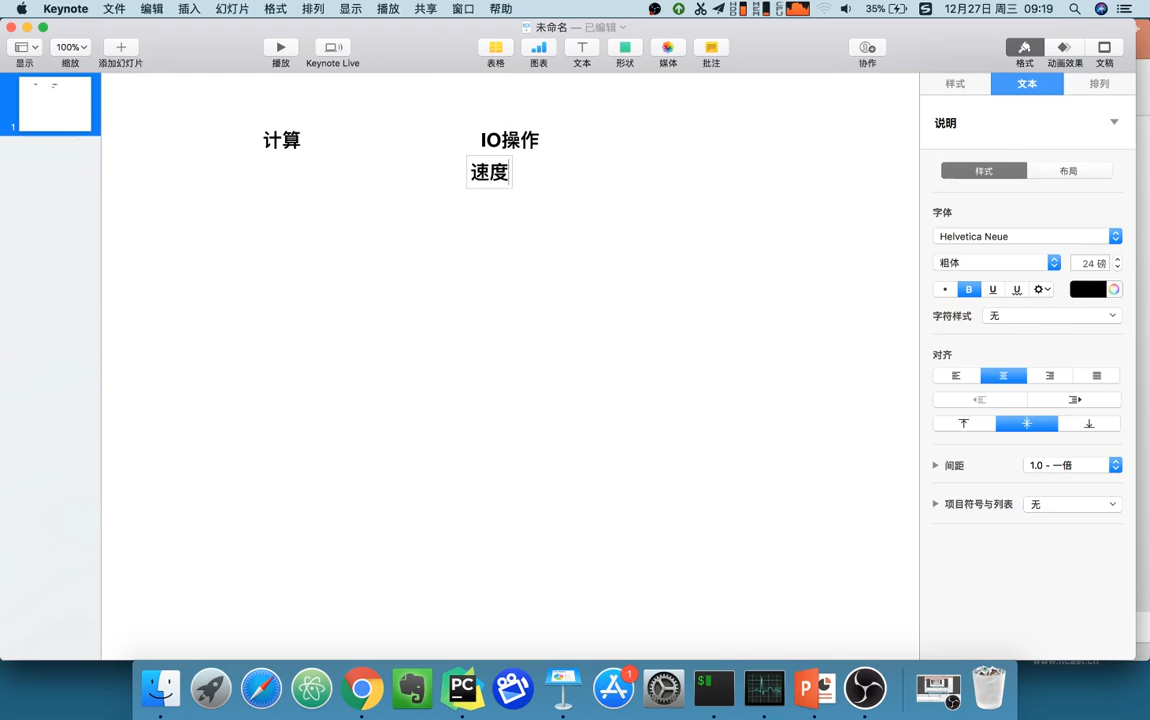 Keynote 文件 编辑 插入 幻灯片 格式 排列 显示 播放 共享 窗口 帮助 35% 12月27日 周三 09:19
未命名 — 已编辑
100%
显示 缩放 添加幻灯片 播放 Keynote Live 表格 图表 文本 形状 媒体 批注 协作 格式 动画效果 文稿
样式 文本 排列
1
说明
计算 IO操作
速度
样式 布局
字体
Helvetica Neue
粗体 24 磅
B U U
字符样式 无
对齐
间距 1.0 - 一倍
项目符号与列表 无
www.itcast.cn
PC
1
$
P